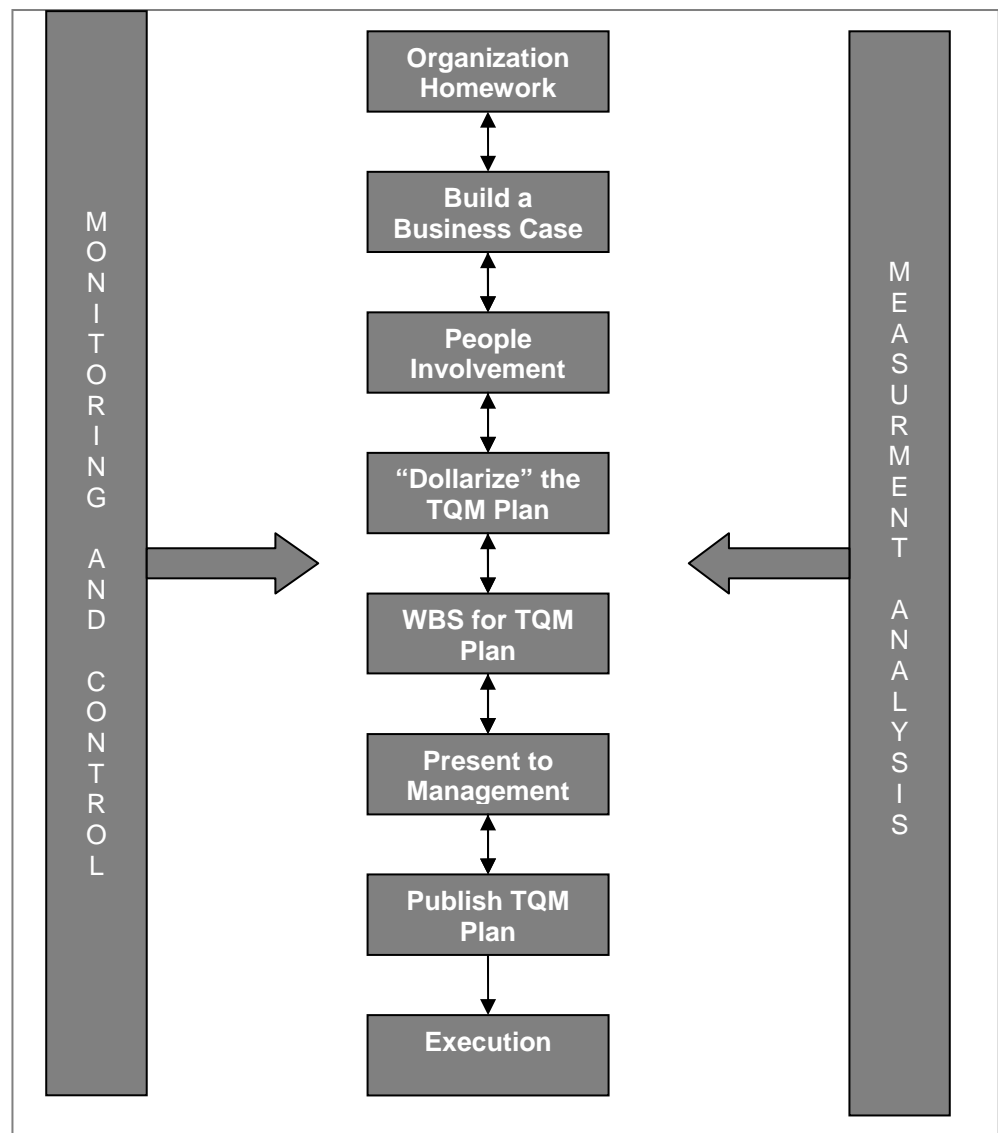 MONITORING AND CONTROL
Organization
Homework
Build a
Business Case
People
Involvement
“Dollarize” the
TQM Plan
WBS for TQM
Plan
Present to
Management
Publish TQM
Plan
Execution
MEASURMENT ANALYSIS